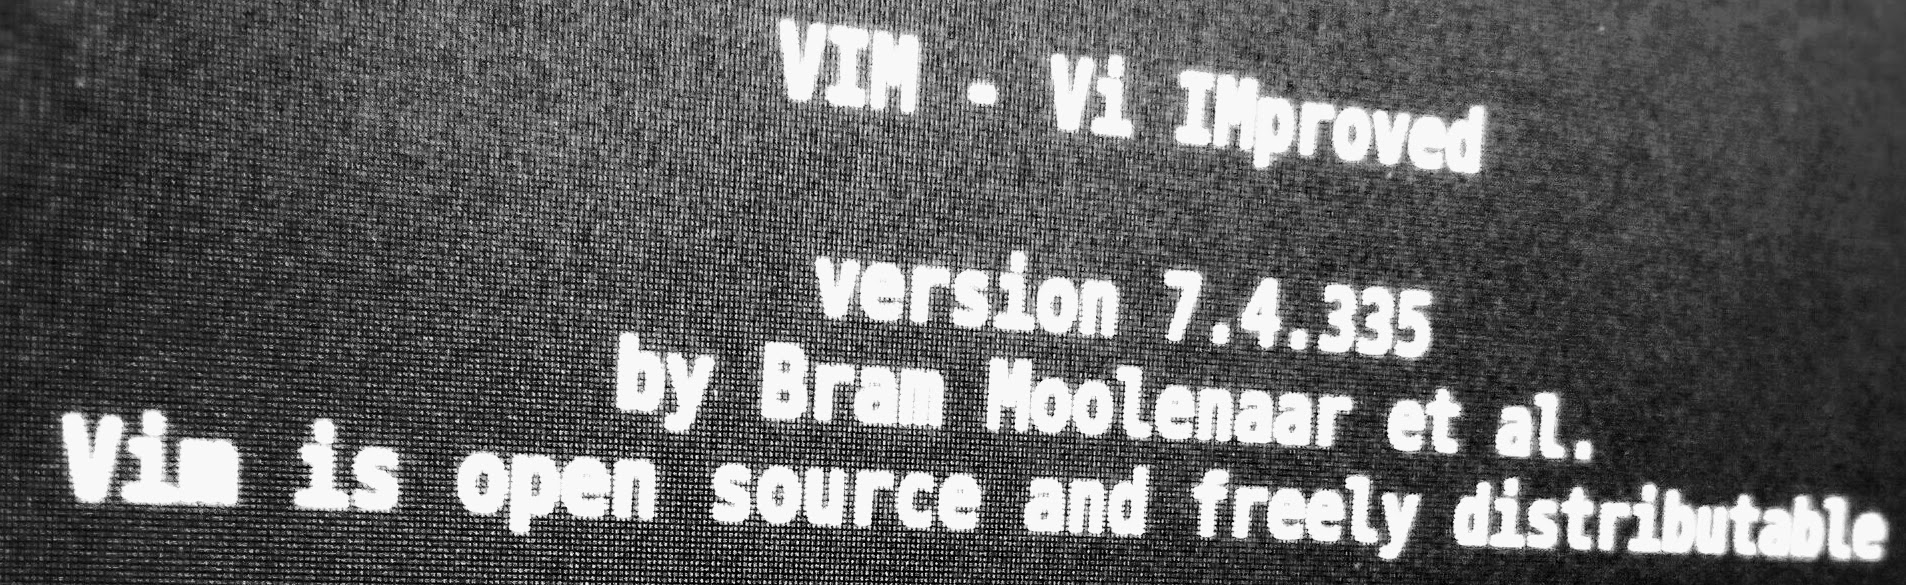 VIM - Vi IMproved
version 7.4.335
by Bram Moolenaar et al.
Vim is open source and freely distributable